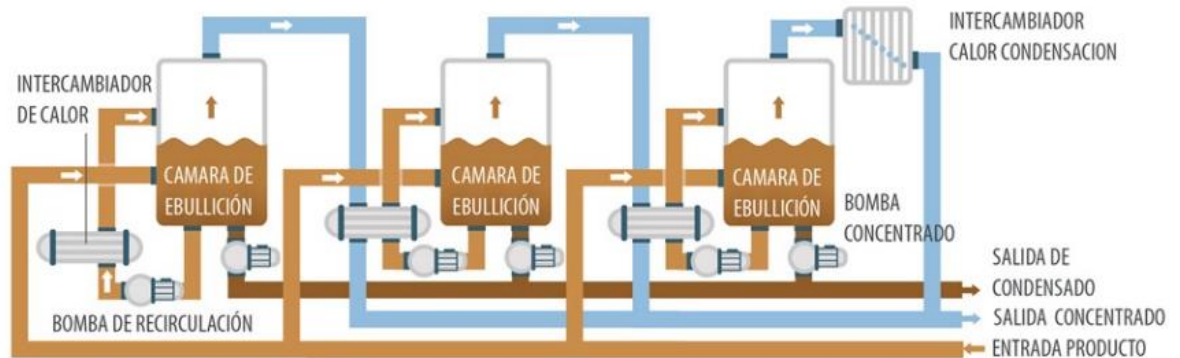 INTERCAMBIADOR
CALOR CONDENSACION
INTERCAMBIADOR
DE CALOR
CAMARA DE
EBULLICIÓN
CAMARA DE
EBULLICIÓN
CAMARA DE
EBULLICIÓN
BOMBA
CONCENTRADO
BOMBA DE RECIRCULACIÓN
SALIDA DE
CONDENSADO
SALIDA CONCENTRADO
ENTRADA PRODUCTO